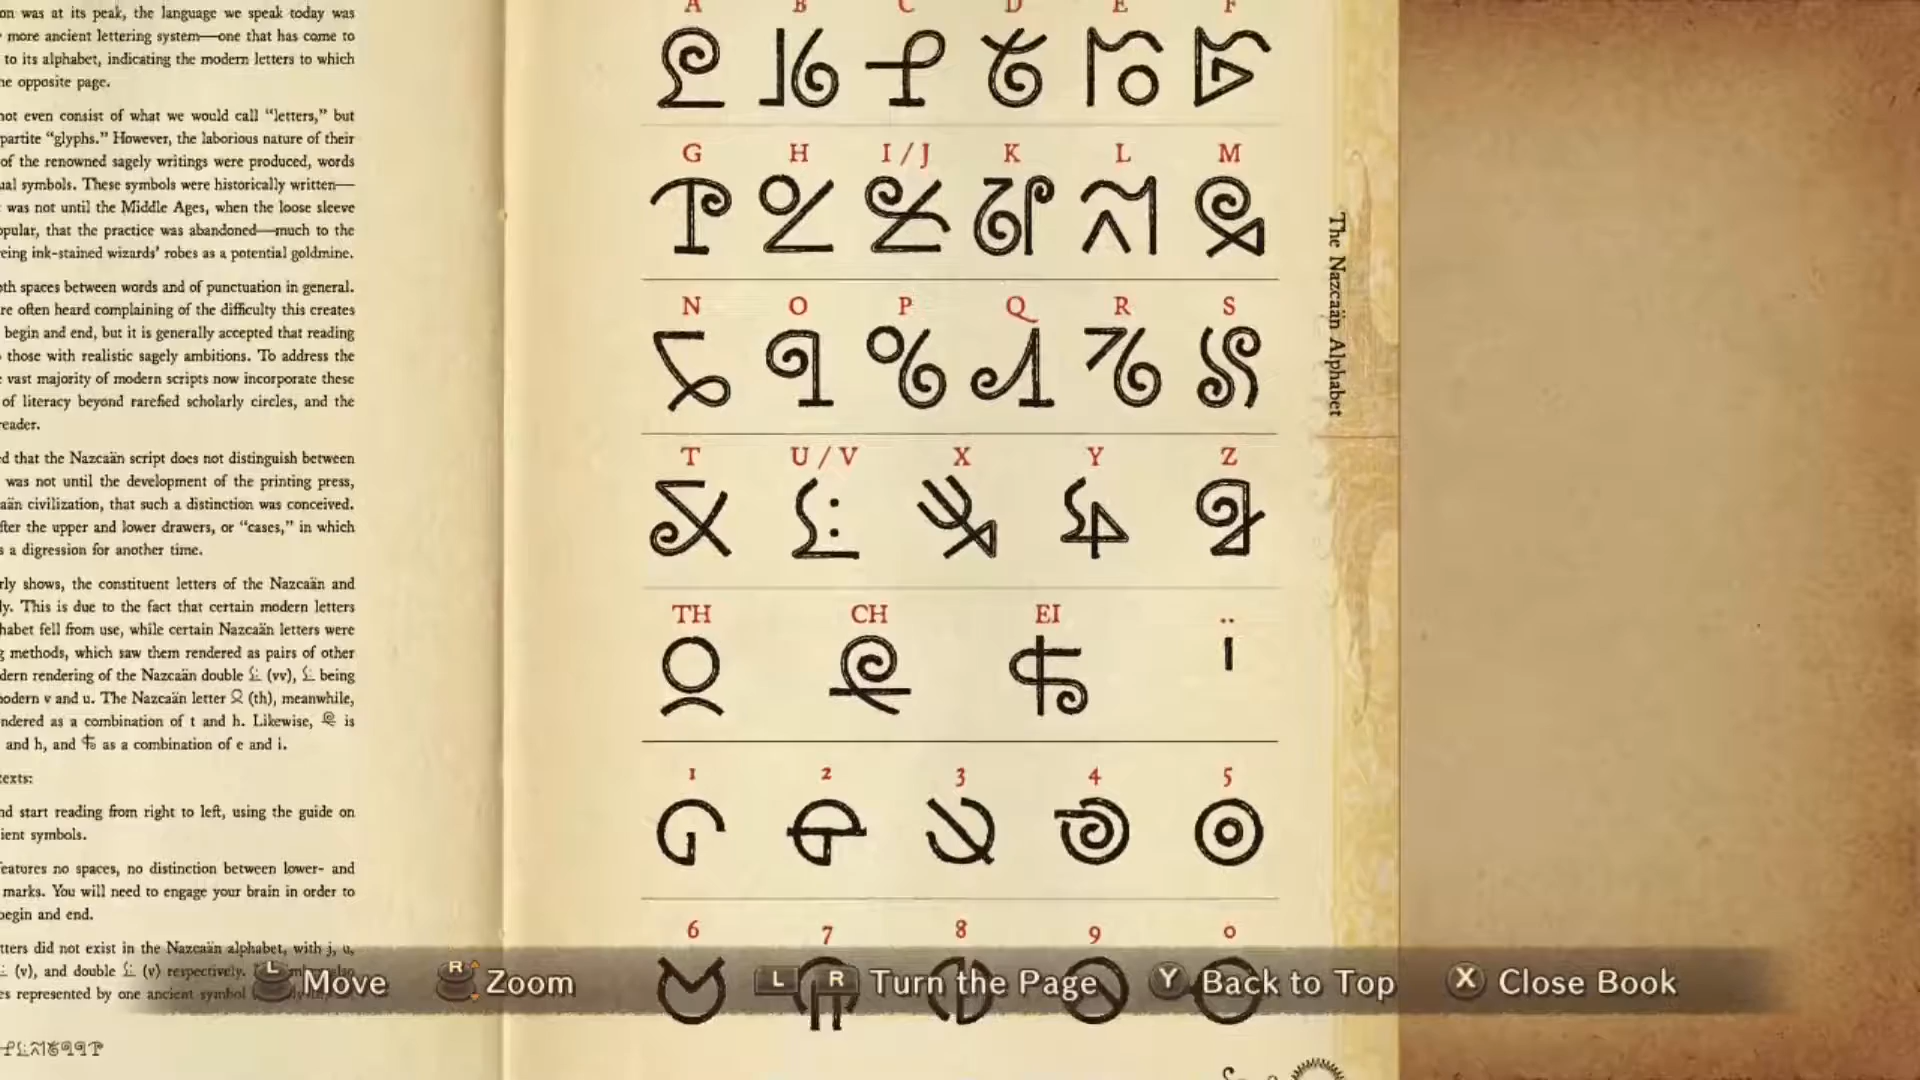 on was at its peak, the language we speak today was
more ancient lettering system—one that has come to
to its alphabet, indicating the modern letters to which
he opposite page.
not even consist of what we would call “letters,” but
partite “glyphs.” However, the laborious nature of their
of the renowned sagely writings were produced, words
ual symbols. These symbols were historically written—
was not until the Middle Ages, when the loose sleeve
opular, that the practice was abandoned—much to the
eing ink-stained wizards’ robes as a potential goldmine.
oth spaces between words and of punctuation in general.
re often heard complaining of the difficulty this creates
begin and end, but it is generally accepted that reading
those with realistic sagely ambitions. To address the
vast majority of modern scripts now incorporate these
of literacy beyond rarefied scholarly circles, and the
reader.
ed that the Nazcaän script does not distinguish between
was not until the development of the printing press,
aän civilization, that such a distinction was conceived.
fter the upper and lower drawers, or “cases,” in which
s a digression for another time.
rly shows, the constituent letters of the Nazcaän and
ly. This is due to the fact that certain modern letters
habet fell from use, while certain Nazcaän letters were
g methods, which saw them rendered as pairs of other
dern rendering of the Nazcaän double (vv), being
modern v and u. The Nazcaän letter (th), meanwhile,
ndered as a combination of t and h. Likewise, is
and h, and as a combination of e and i.
texts:
nd start reading from right to left, using the guide on
cient symbols.
features no spaces, no distinction between lower- and
marks. You will need to engage your brain in order to
begin and end.
tters did not exist in the Nazcaän alphabet, with j, u,
(v), and double (v) respectively.
es represented by one ancient symbol
A B C D E F
G H I / J K L M
N O P Q R S
T U / V X Y Z
TH CH EI ..
1 2 3 4 5
6 7 8 9 0
The Nazcaän Alphabet
L Move R Zoom L R Turn the Page Y Back to Top X Close Book